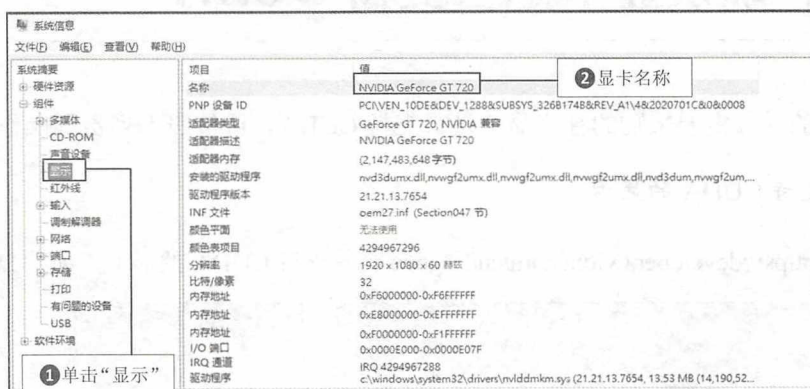 系统信息
文件(F) 编辑(E) 查看(V) 帮助(H)
系统摘要
硬件资源
组件
多媒体
CD-ROM
声音设备
显示
红外线
输入
调制解调器
网络
端口
存储
打印
有问题的设备
USB
软件环境
❶单击“显示”
项目 值
❷显卡名称
名称 NVIDIA GeForce GT 720
PNP 设备 ID PCI\VEN_10DE&DEV_1288&SUBSYS_326B174B&REV_A1\4&2020701C&0&0008
适配器类型 GeForce GT 720, NVIDIA 兼容
适配器描述 NVIDIA GeForce GT 720
适配器内存 (2,147,483,648 字节)
安装的驱动程序 nvd3dumx.dll,nvwgf2umx.dll,nvwgf2umx.dll,nvwgf2umx.dll,nvd3dum,nvwgf2um,...
驱动程序版本 21.21.13.7654
INF 文件 oem27.inf (Section047 节)
颜色平面 无法使用
颜色表项目 4294967296
分辨率 1920 x 1080 x 60 赫兹
比特/像素 32
内存地址 0xF6000000-0xF6FFFFFF
内存地址 0xE8000000-0xEFFFFFFF
内存地址 0xF0000000-0xF1FFFFFF
I/O 端口 0x0000E000-0x0000E07F
IRQ 通道 IRQ 4294967288
驱动程序 c:\windows\system32\drivers\nvlddmkm.sys (21.21.13.7654, 13.53 MB (14,190,52...